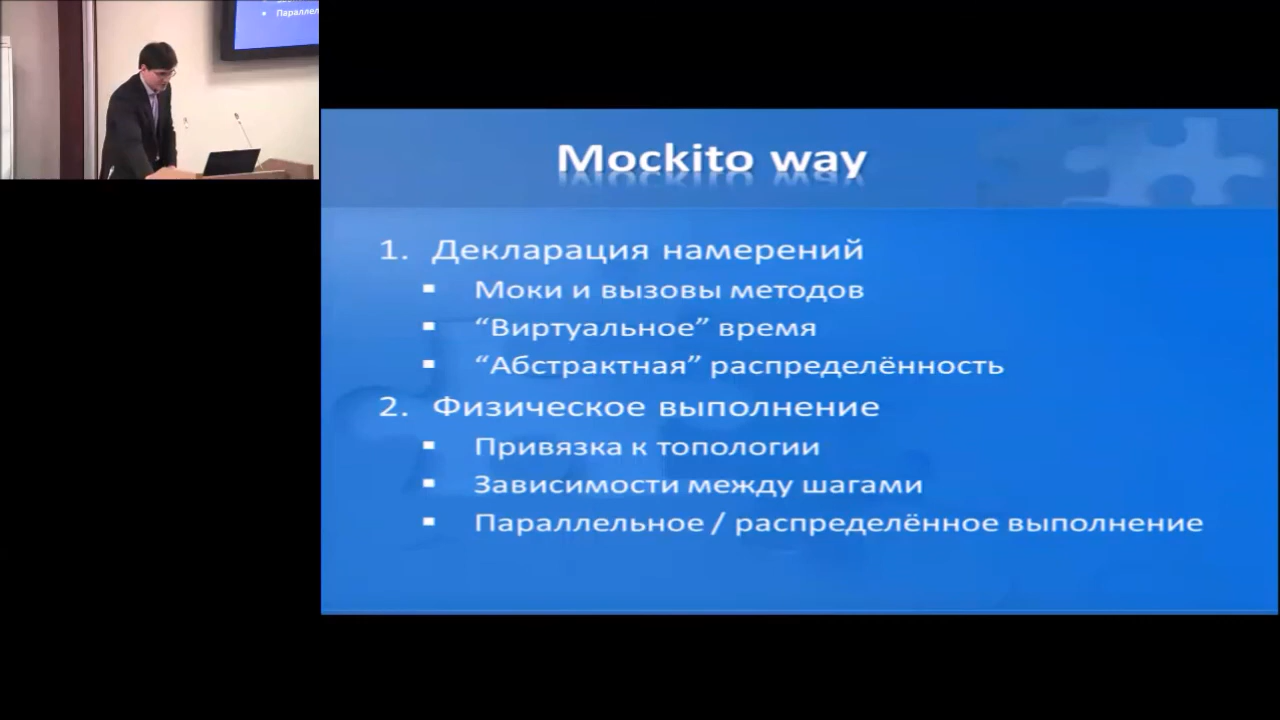 Параллел
Mockito way
1. Декларация намерений
▪ Моки и вызовы методов
▪ “Виртуальное” время
▪ “Абстрактная” распределённость
2. Физическое выполнение
▪ Привязка к топологии
▪ Зависимости между шагами
▪ Параллельное / распределённое выполнение